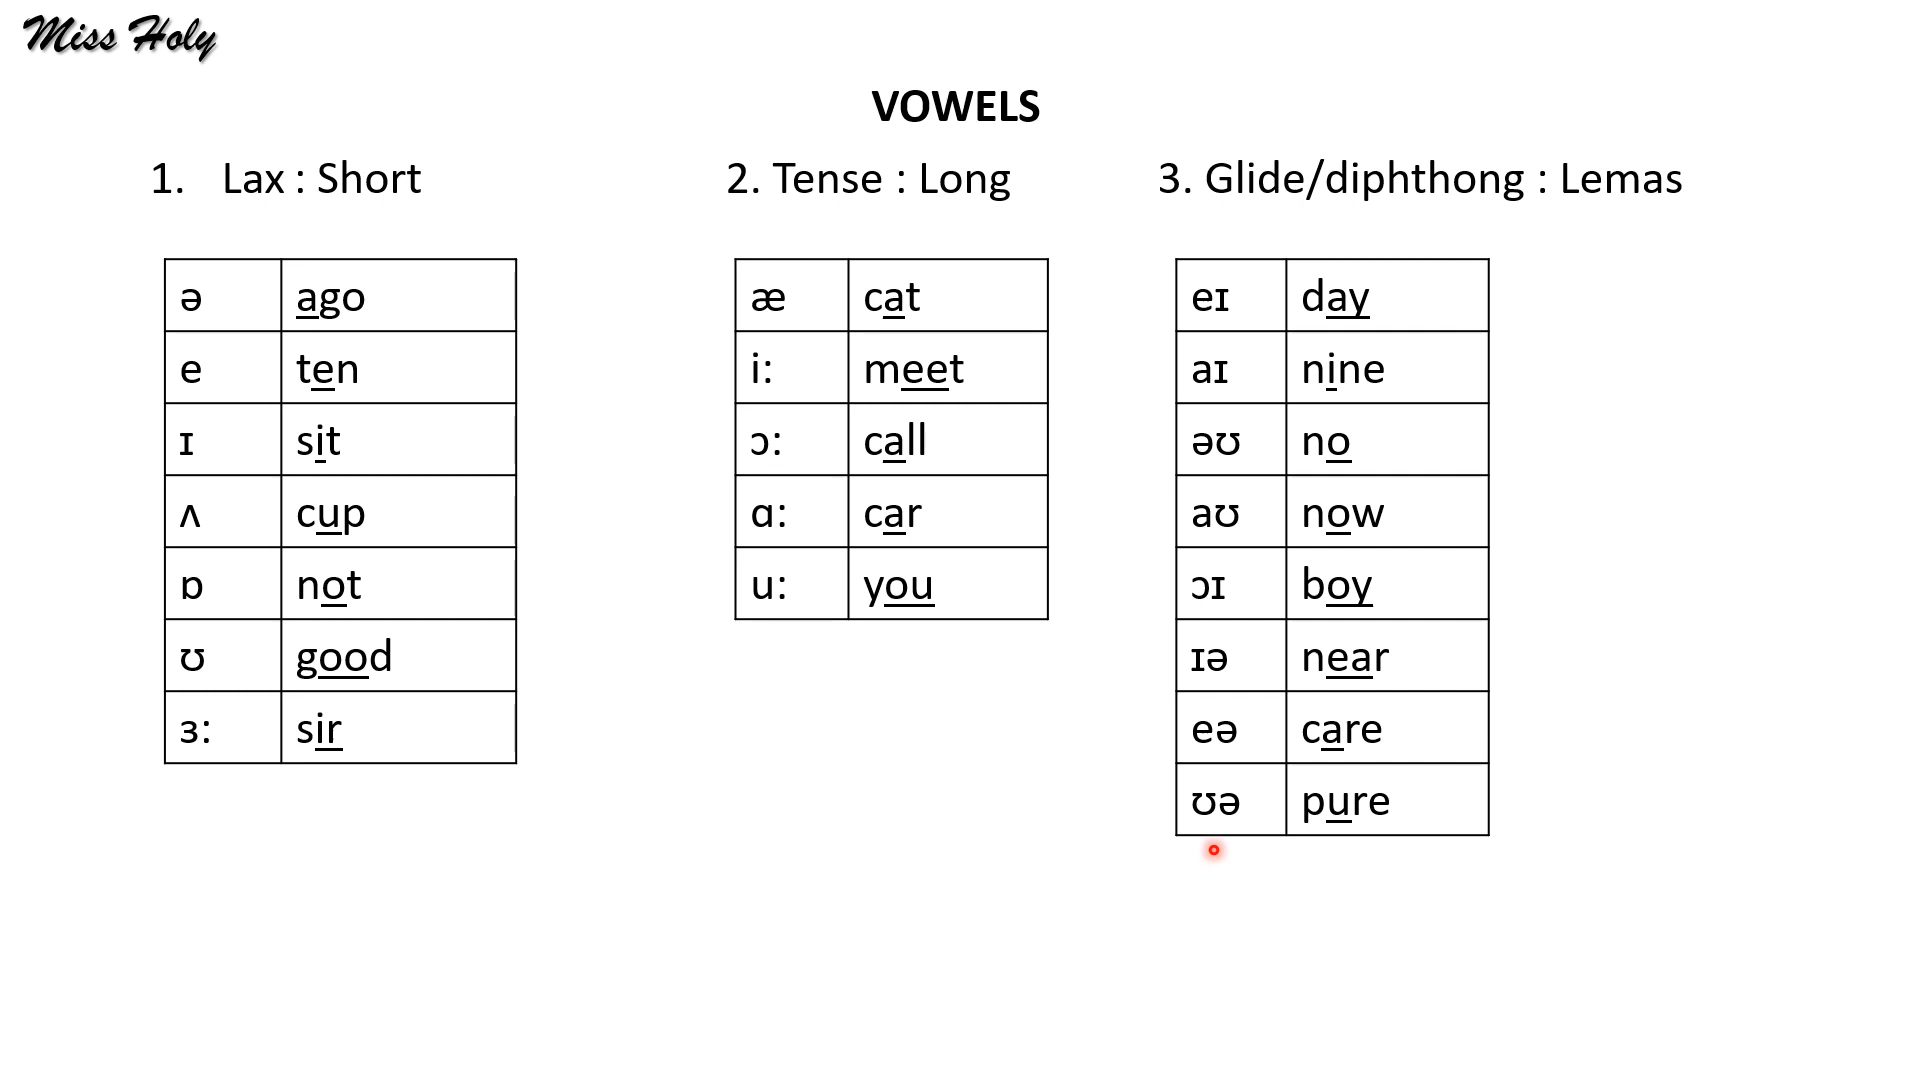 Miss Holy
VOWELS
1. Lax : Short
ə ago
e ten
ɪ sit
ʌ cup
ɒ not
ʊ good
ɜ: sir
2. Tense : Long
æ cat
i: meet
ɔ: call
ɑ: car
u: you
3. Glide/diphthong : Lemas
eɪ day
aɪ nine
əʊ no
aʊ now
ɔɪ boy
ɪə near
eə care
ʊə pure